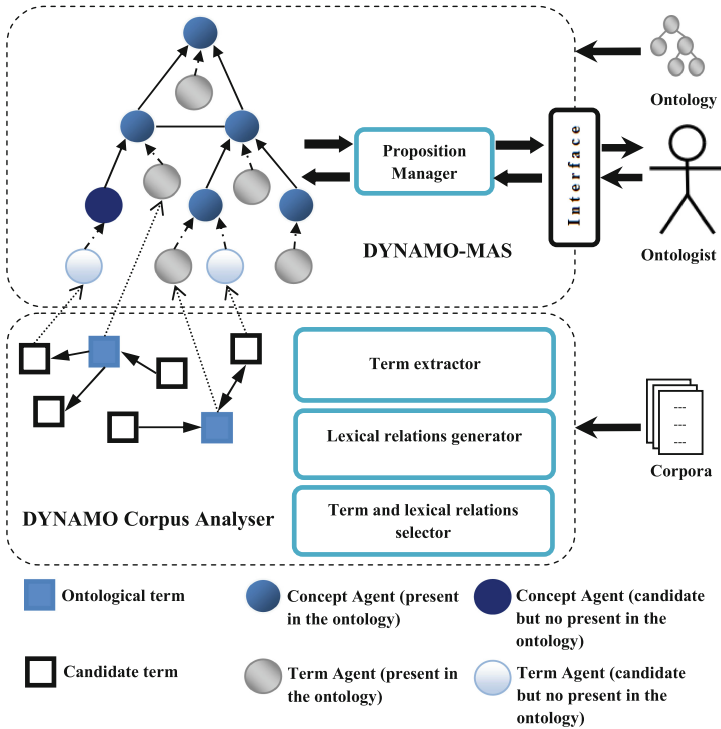 Ontology
Proposition
Manager
Interface
DYNAMO-MAS
Ontologist
Term extractor
Lexical relations generator
Term and lexical relations
selector
DYNAMO Corpus Analyser
---
---
---
Corpora
Ontological term
Concept Agent (present
in the ontology)
Concept Agent (candidate
but no present in the
ontology)
Candidate term
Term Agent (present in
the ontology)
Term Agent (candidate
but no present in the
ontology)